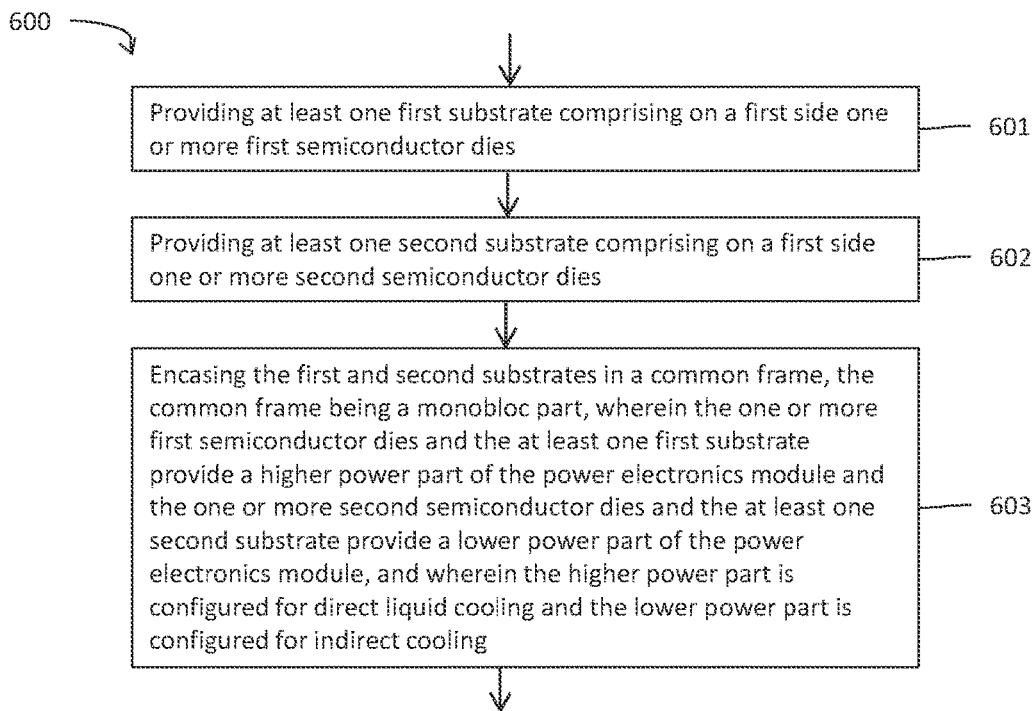 600
Providing at least one first substrate comprising on a first side one
or more first semiconductor dies
601
Providing at least one second substrate comprising on a first side
one or more second semiconductor dies
602
Encasing the first and second substrates in a common frame, the
common frame being a monobloc part, wherein the one or more
first semiconductor dies and the at least one first substrate
provide a higher power part of the power electronics module and
the one or more second semiconductor dies and the at least one
second substrate provide a lower power part of the power
electronics module, and wherein the higher power part is
configured for direct liquid cooling and the lower power part is
configured for indirect cooling
603